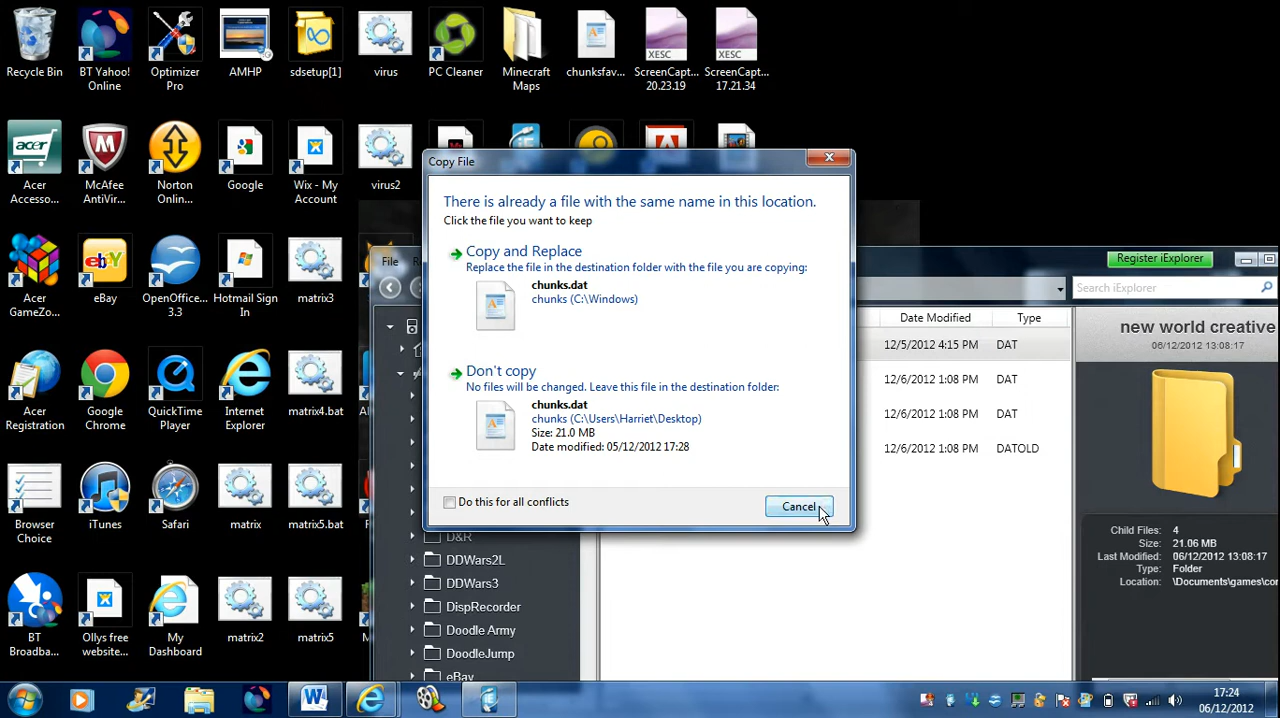 Recycle Bin
BT Yahoo! Online
Optimizer Pro
AMHP
sdsetup[1]
virus
PC Cleaner
Minecraft Maps
chunksfav...
XESC
ScreenCapt... 20.23.19
XESC
ScreenCapt... 17.21.34
acer
Acer Accesso...
McAfee AntiVir...
Norton Online...
Google
Wix - My Account
virus2
Acer GameZo...
eBay
OpenOffice... 3.3
Hotmail Sign In
matrix3
Acer Registration
Google Chrome
QuickTime Player
Internet Explorer
matrix4.bat
Browser Choice
iTunes
Safari
matrix
matrix5.bat
BT Broadba...
Ollys free website...
My Dashboard
matrix2
matrix5
Copy File
There is already a file with the same name in this location.
Click the file you want to keep
Copy and Replace
Replace the file in the destination folder with the file you are copying:
chunks.dat
chunks (C:\Windows)
Don't copy
No files will be changed. Leave this file in the destination folder:
chunks.dat
chunks (C:\Users\Harriet\Desktop)
Size: 21.0 MB
Date modified: 05/12/2012 17:28
Do this for all conflicts
Cancel
File
Register iExplorer
Search iExplorer
Date Modified
Type
12/5/2012 4:15 PM
DAT
12/6/2012 1:08 PM
DAT
12/6/2012 1:08 PM
DAT
12/6/2012 1:08 PM
DATOLD
new world creative
06/12/2012 13:08:17
Child Files: 4
Size: 21.06 MB
Last Modified: 06/12/2012 13:08:17
Type: Folder
Location: \Documents\games\com
D&R
DDWars2L
DDWars3
DispRecorder
Doodle Army
DoodleJump
eBay
17:24
06/12/2012